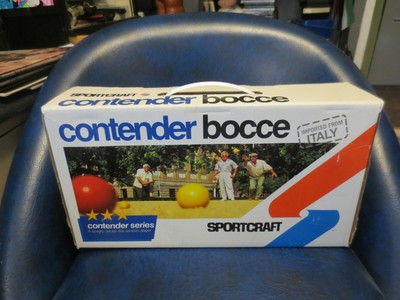 SPORTCRAFT
contender bocce
contender bocce
IMPORTED FROM
ITALY
contender series
SPORTCRAFT